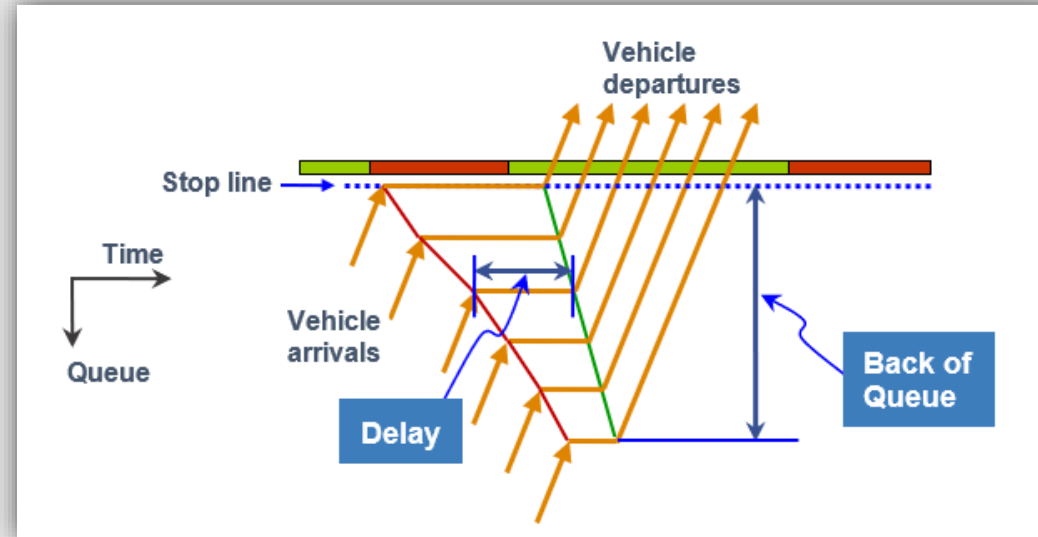 Vehicle
departures
Stop line
Time
Queue
Vehicle
arrivals
Delay
Back of
Queue